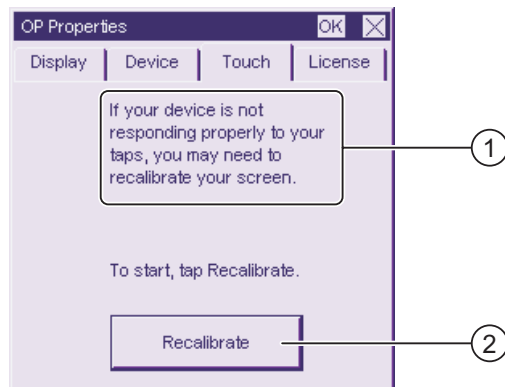 OP Properties OK
Display Device Touch License
If your device is not
responding properly to your
taps, you may need to
recalibrate your screen.
1
To start, tap Recalibrate.
Recalibrate
2